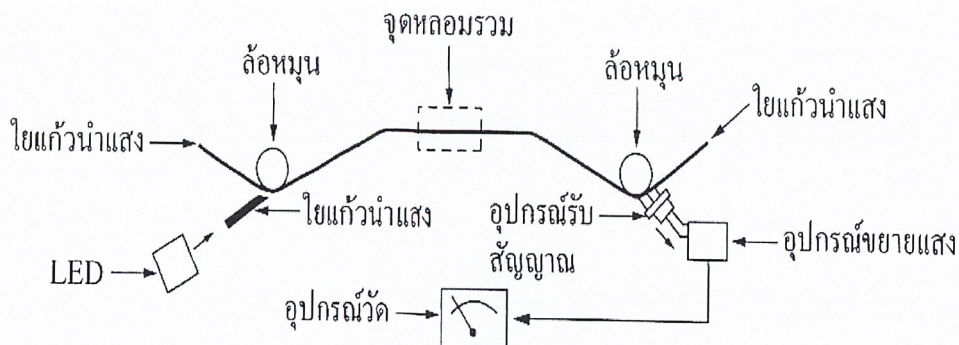 จุดหลอมรวม
ล้อหมุน
ล้อหมุน
ใยแก้วนำแสง
ใยแก้วนำแสง
ใยแก้วนำแสง
อุปกรณ์รับ
สัญญาณ
อุปกรณ์ขยายแสง
LED
อุปกรณ์วัด